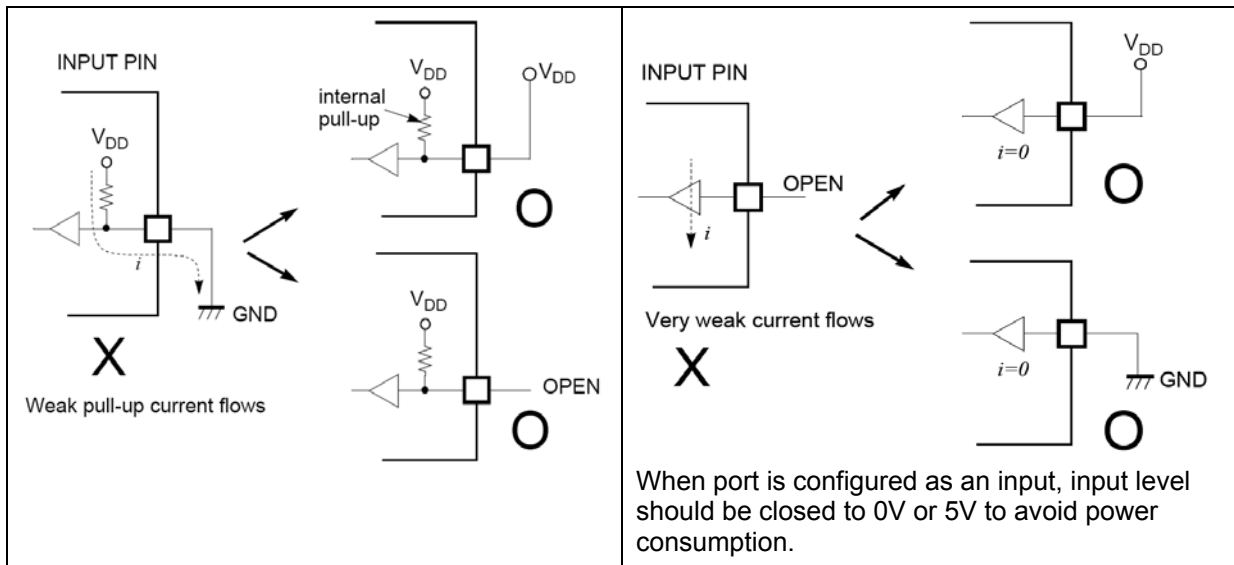 INPUT PIN
VDD
i
GND
X
Weak pull-up current flows
VDD
internal
pull-up
VDD
O
VDD
OPEN
O
INPUT PIN
OPEN
i
Very weak current flows
X
VDD
i=0
O
i=0
GND
O
When port is configured as an input, input level
should be closed to 0V or 5V to avoid power
consumption.